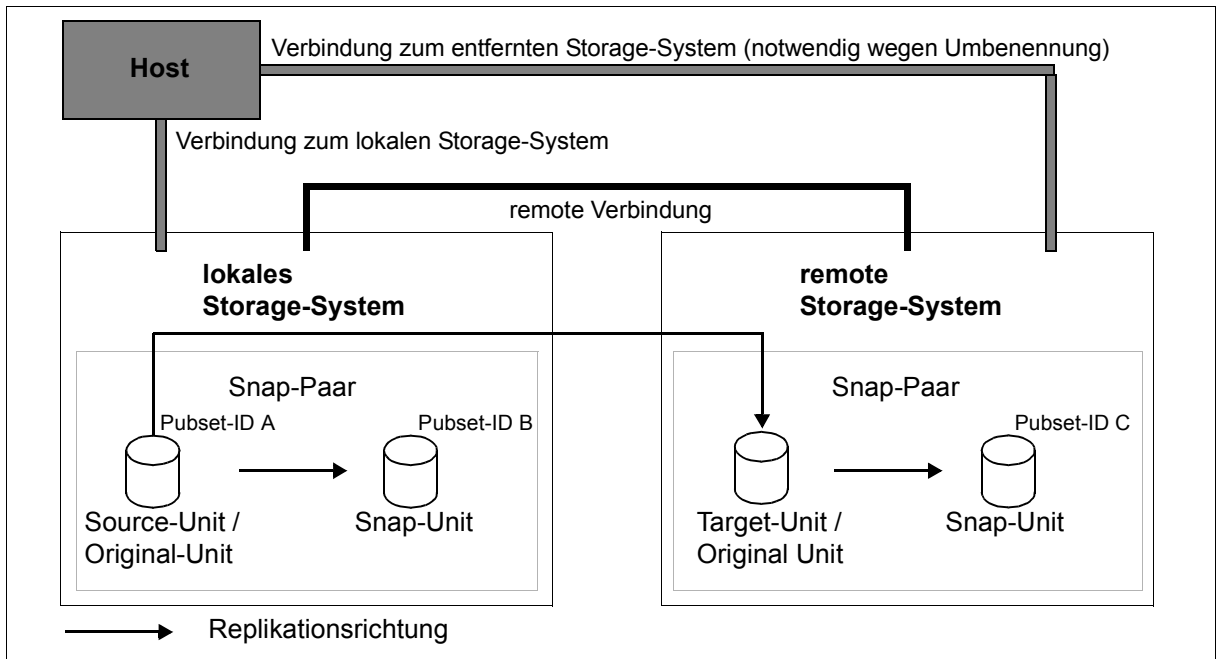 Host
Verbindung zum entfernten Storage-System (notwendig wegen Umbenennung)
Verbindung zum lokalen Storage-System
remote Verbindung
lokales
Storage-System
remote
Storage-System
Snap-Paar
Pubset-ID A
Pubset-ID B
Source-Unit /
Original-Unit
Snap-Unit
Snap-Paar
Pubset-ID C
Target-Unit /
Original Unit
Snap-Unit
Replikationsrichtung